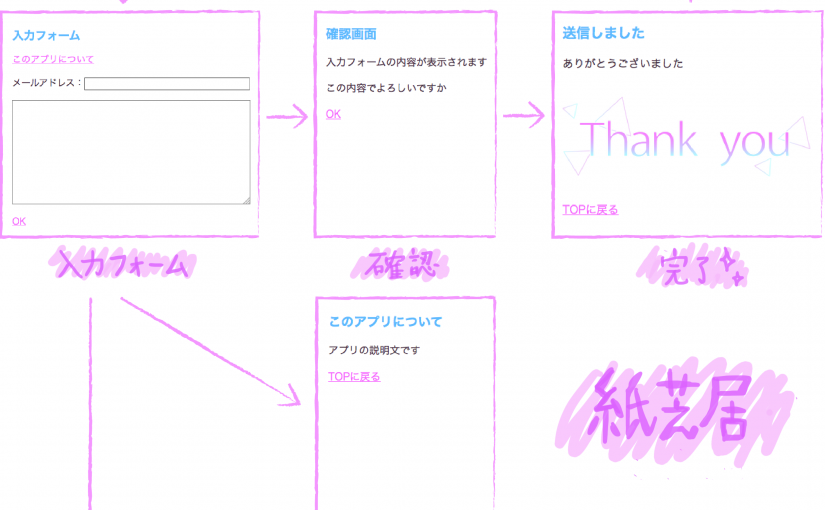 入力フォーム
このアプリについて
メールアドレス：
OK
入力フォーム
確認画面
入力フォームの内容が表示されます
この内容でよろしいですか
OK
確認
送信しました
ありがとうございました
Thank you
TOPに戻る
完了
このアプリについて
アプリの説明文です
TOPに戻る
紙芝居